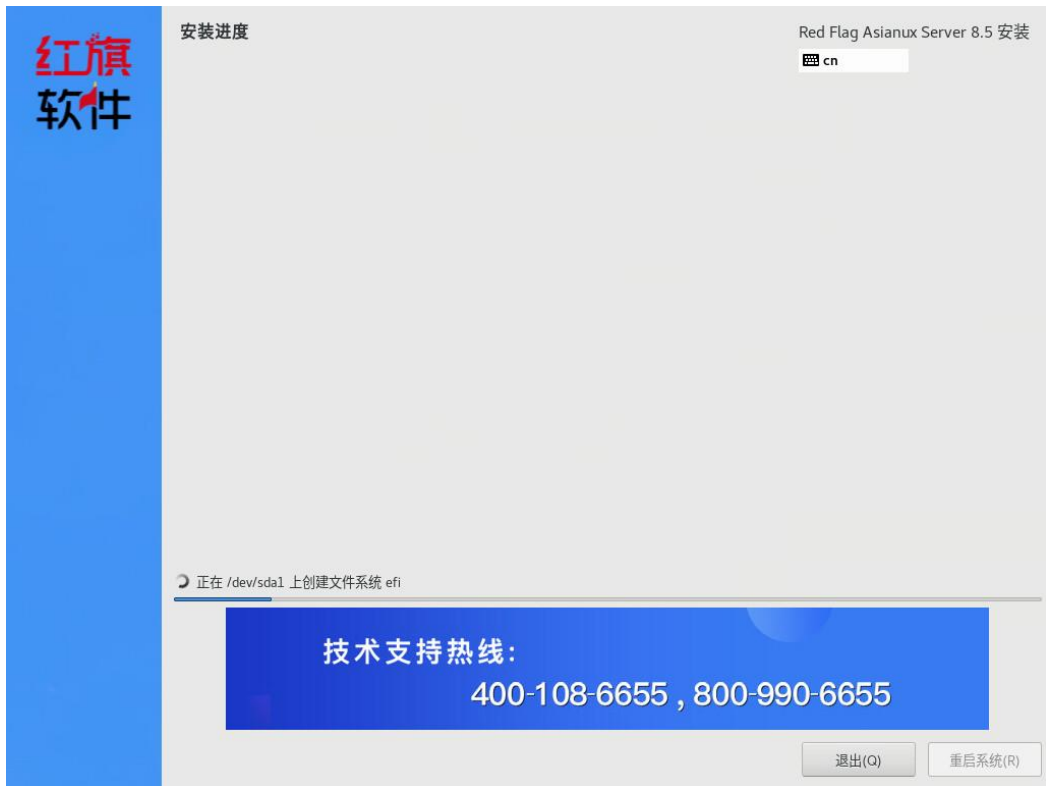 红旗
软件
安装进度
Red Flag Asianux Server 8.5 安装
cn
正在 /dev/sda1 上创建文件系统 efi
技术支持热线:
400-108-6655 , 800-990-6655
退出(Q)
重启系统(R)